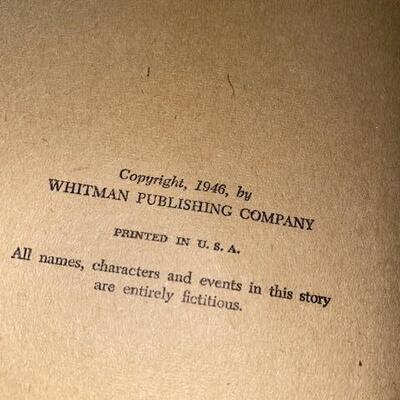 Copyright, 1946, by
WHITMAN PUBLISHING COMPANY
PRINTED IN U. S. A.
All names, characters and events in this story
are entirely fictitious.